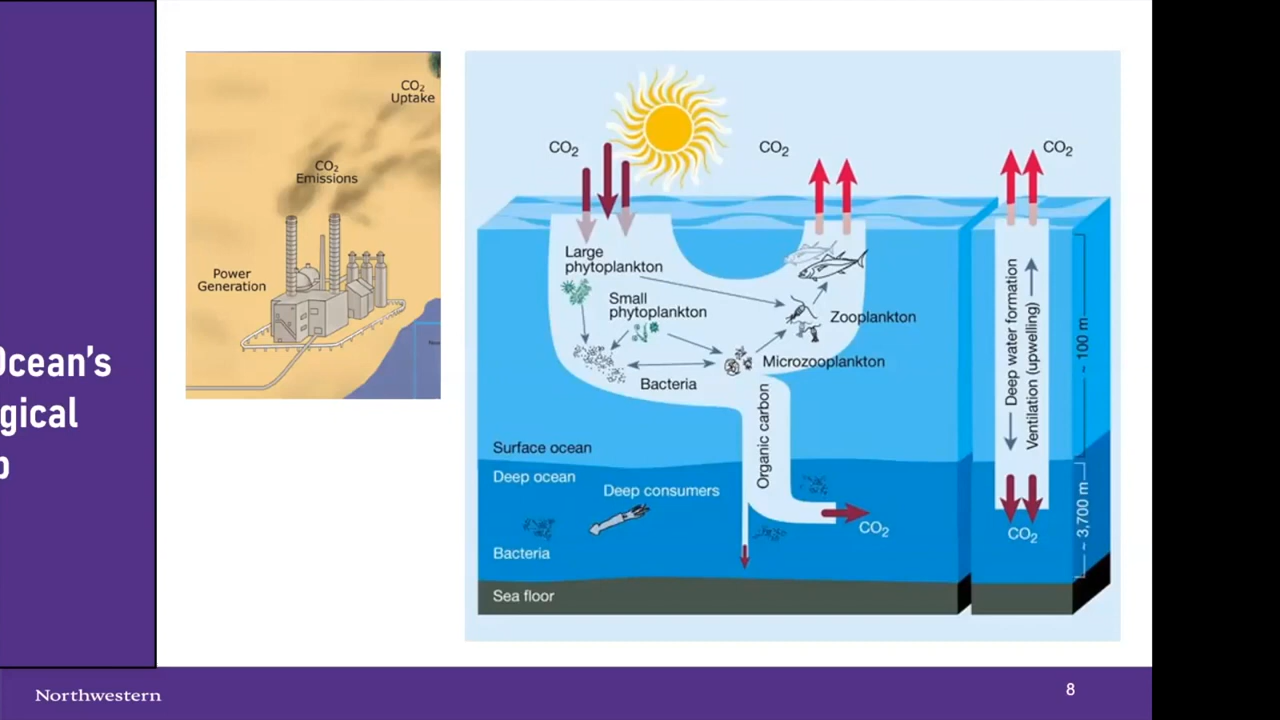 Ocean's
gical
p
CO₂
Uptake
CO₂
Emissions
Power
Generation
CO₂
CO₂
CO₂
Large
phytoplankton
Small
phytoplankton
Zooplankton
Microzooplankton
Bacteria
Organic carbon
Surface ocean
Deep ocean
Deep consumers
Bacteria
CO₂
Sea floor
Deep water formation
Ventilation (upwelling)
~ 100 m
~ 3,700 m
CO₂
Northwestern
8